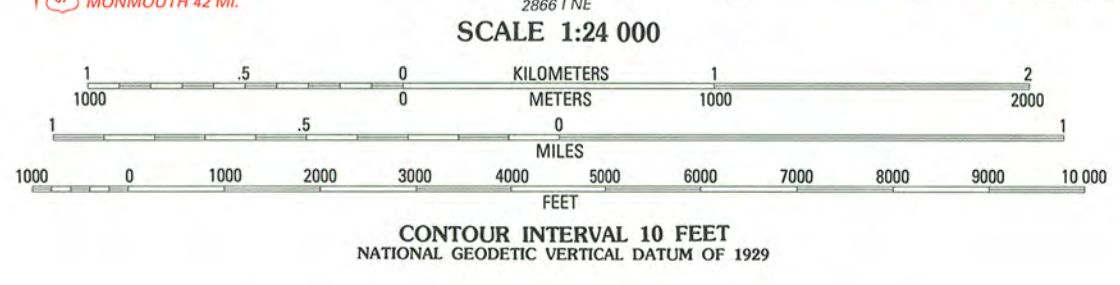 MONMOUTH 42 MI.
2866 I NE
SCALE 1:24 000
1 .5 0 KILOMETERS 1 2
1000 0 METERS 1000 2000
1 .5 0 1
MILES
1000 0 1000 2000 3000 4000 5000 6000 7000 8000 9000 10 000
FEET
CONTOUR INTERVAL 10 FEET
NATIONAL GEODETIC VERTICAL DATUM OF 1929